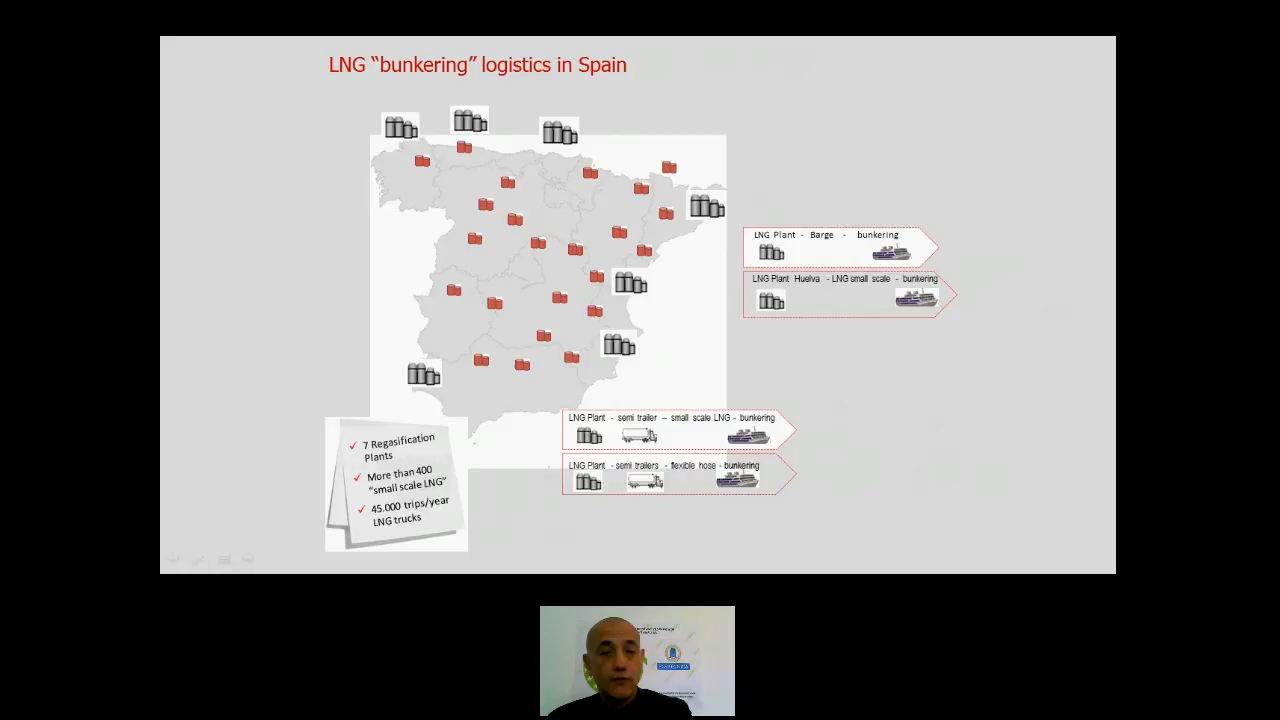 LNG “bunkering” logistics in Spain
LNG Plant - Barge - bunkering
LNG Plant Huelva - LNG small scale - bunkering
LNG Plant - semi trailer – small scale LNG - bunkering
LNG Plant - semi trailers - flexible hose - bunkering
✓ 7 Regasification
Plants
✓ More than 400
“small scale LNG”
✓ 45.000 trips/year
LNG trucks